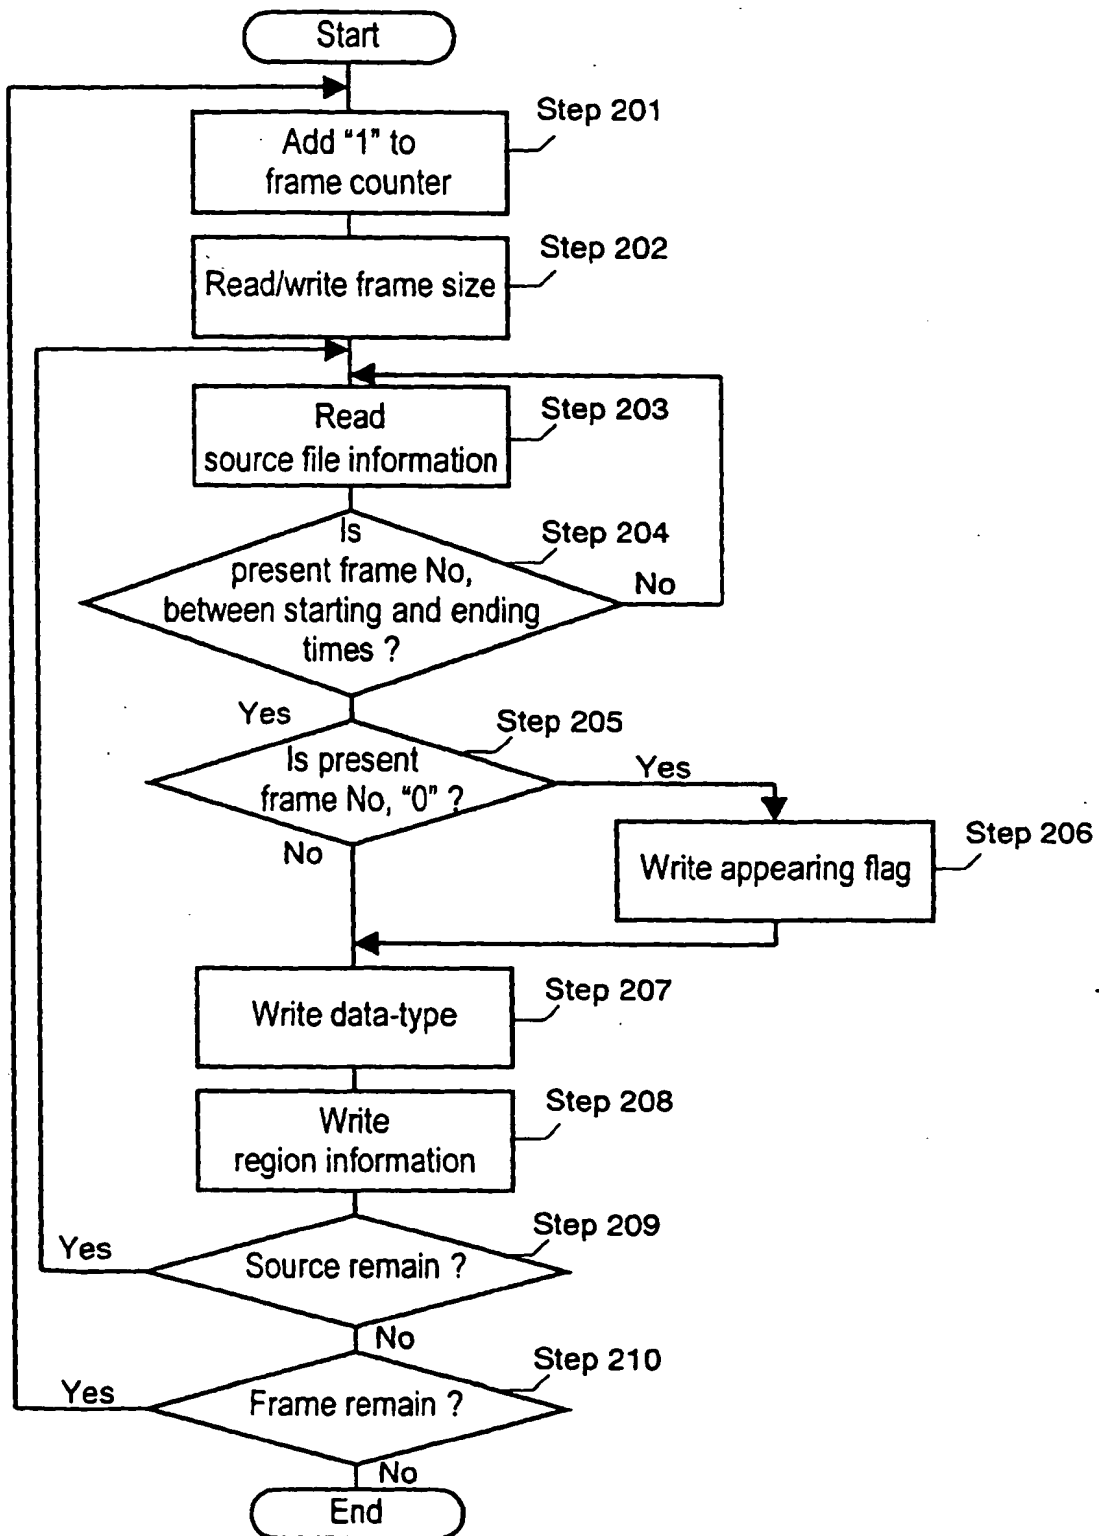 Start
Step 201
Add "1" to
frame counter
Step 202
Read/write frame size
Step 203
Read
source file information
Step 204
Is
present frame No,
between starting and ending
times ?
No
Yes
Step 205
Is present
frame No, "0" ?
Yes
No
Step 206
Write appearing flag
Step 207
Write data-type
Step 208
Write
region information
Step 209
Source remain ?
Yes
No
Step 210
Frame remain ?
Yes
No
End